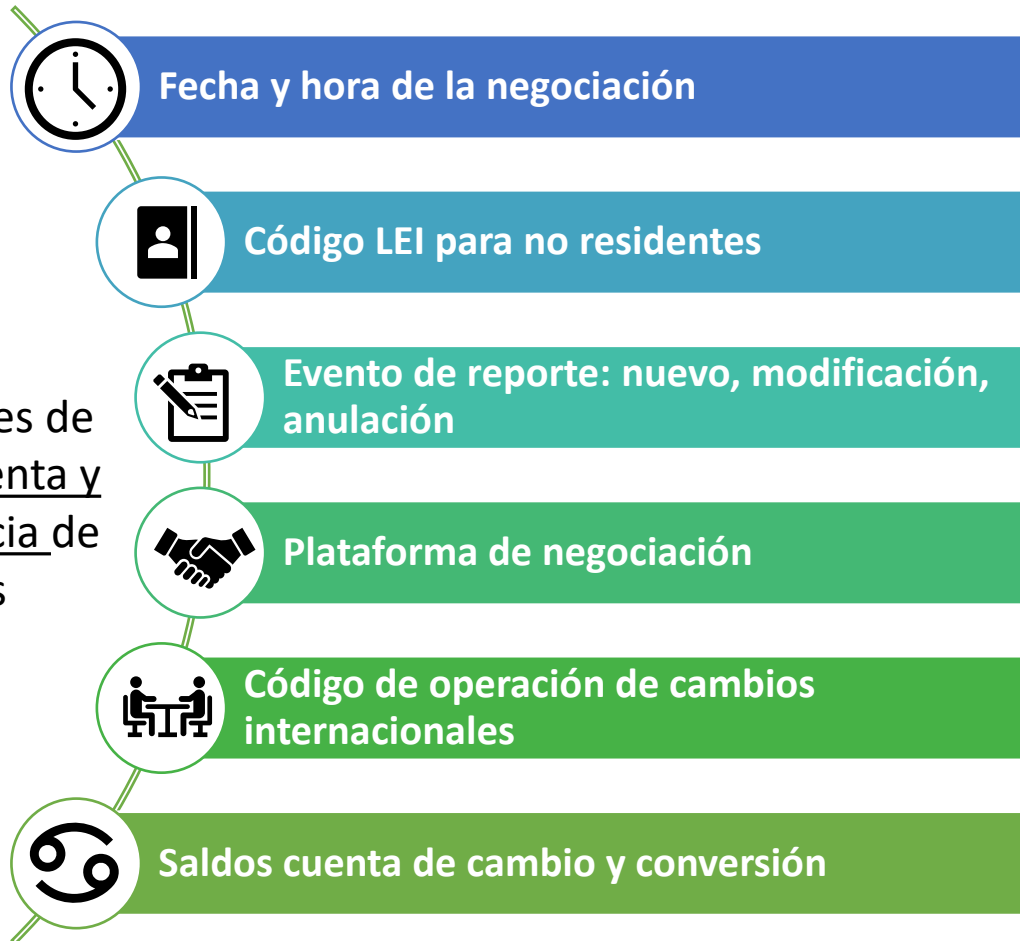 Fecha y hora de la negociación
Código LEI para no residentes
Evento de reporte: nuevo, modificación,
anulación
Plataforma de negociación
Código de operación de cambios
internacionales
Saldos cuenta de cambio y conversión
es de
enta y
cia de
s